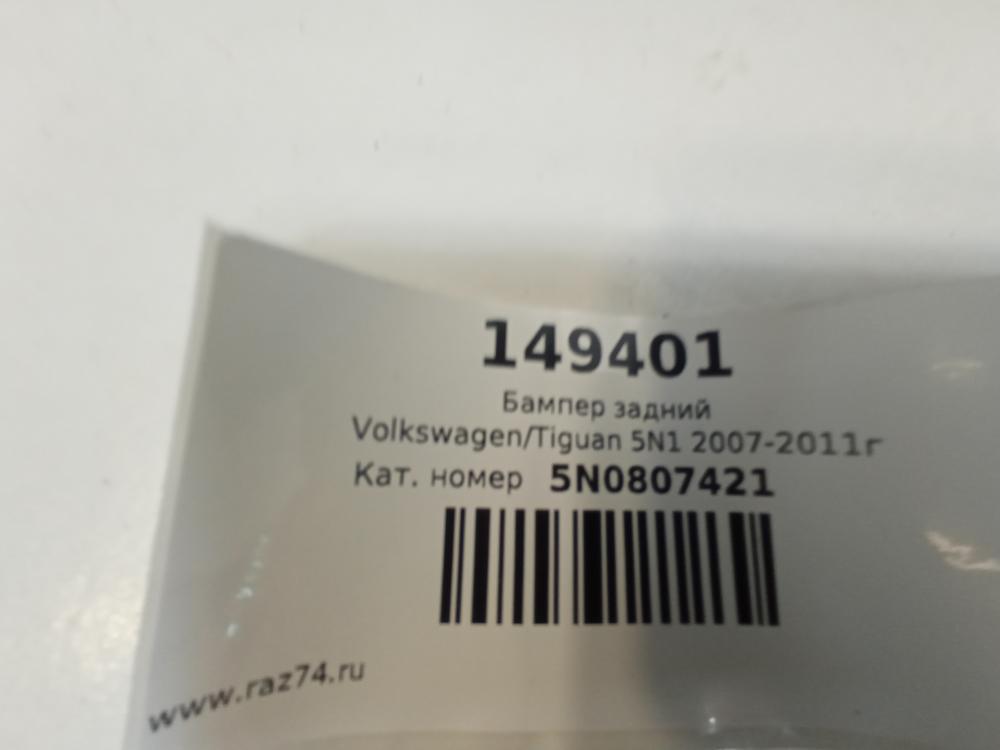 149401
Бампер задний
Volkswagen/Tiguan 5N1 2007-2011г
Кат. номер 5N0807421
www.raz74.ru